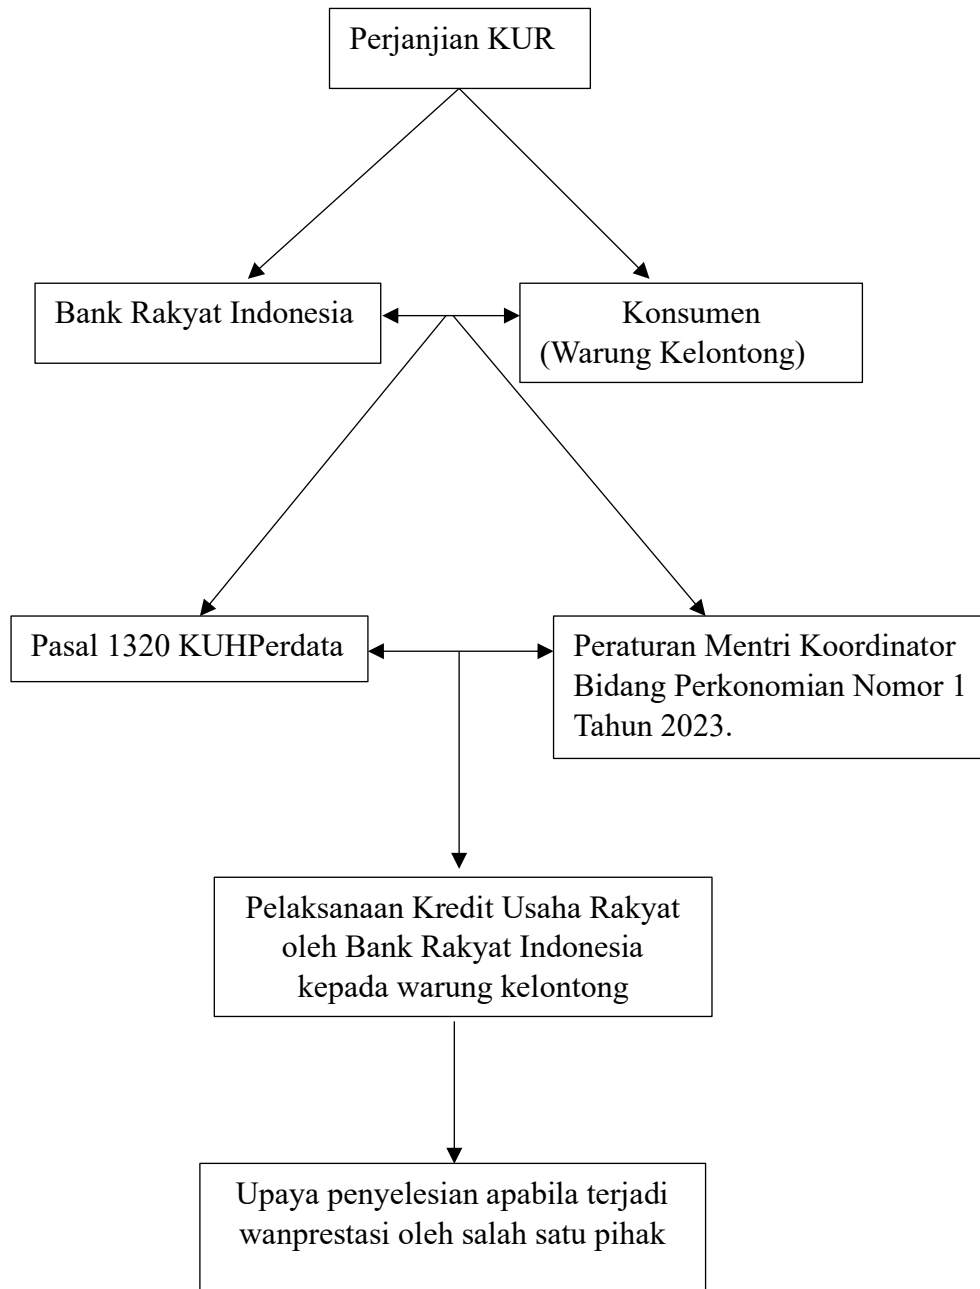 Perjanjian KUR
Bank Rakyat Indonesia
Konsumen
(Warung Kelontong)
Pasal 1320 KUHPerdata
Peraturan Mentri Koordinator
Bidang Perkonomian Nomor 1
Tahun 2023.
Pelaksanaan Kredit Usaha Rakyat
oleh Bank Rakyat Indonesia
kepada warung kelontong
Upaya penyelesian apabila terjadi
wanprestasi oleh salah satu pihak